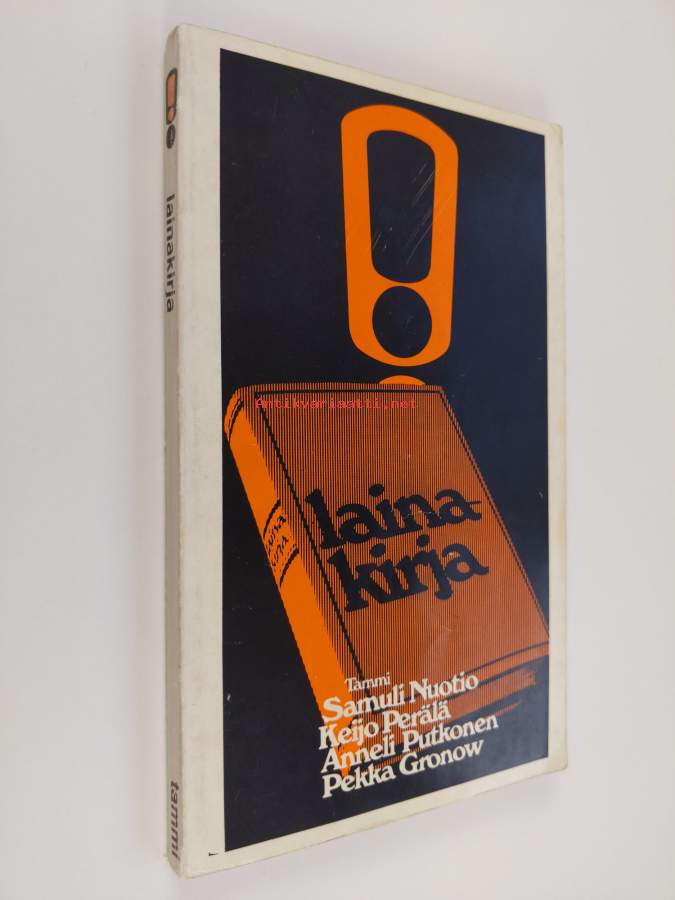 lainakirja
tammi
Antikvariaatti.net
laina
kirja
laina-
kirja
Tammi
Samuli Nuotio
Keijo Perälä
Anneli Putkonen
Pekka Gronow